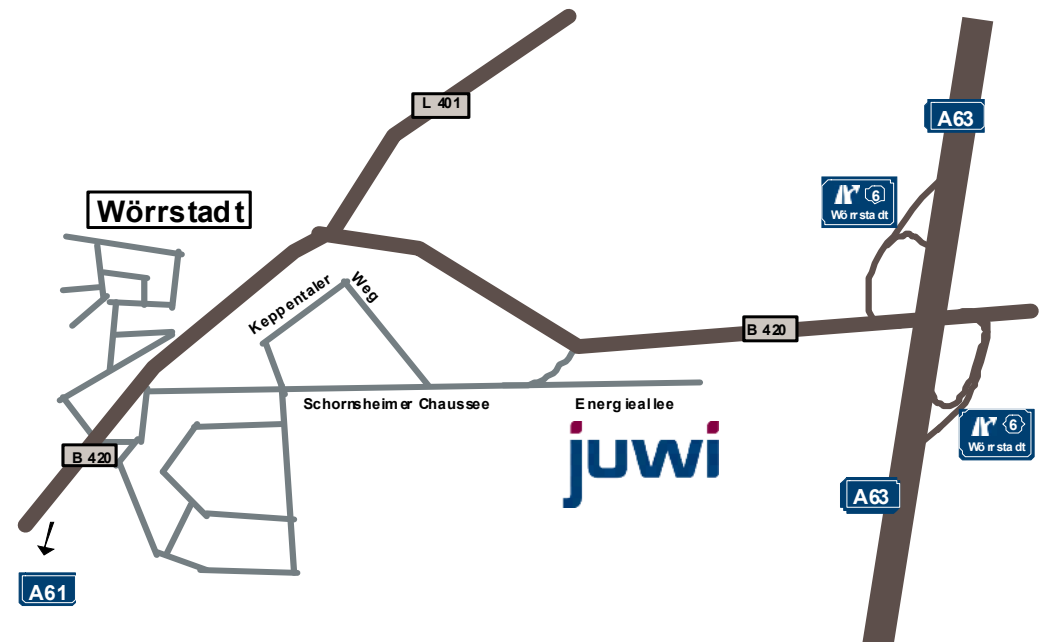 L 401
A63
6
Wörrstadt
Wörrstadt
Keppentaler Weg
B 420
Schornsheimer Chaussee
Energieallee
juwi
6
Wörrstadt
B 420
A63
A61